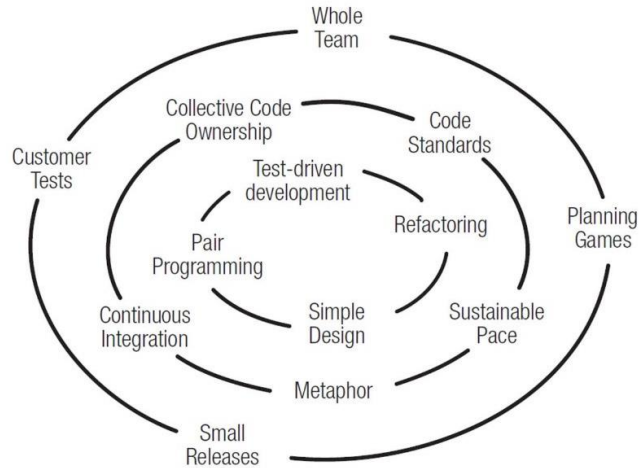 Whole
Team
Collective Code
Ownership
Code
Standards
Customer
Tests
Test-driven
development
Planning
Games
Refactoring
Pair
Programming
Continuous
Integration
Simple
Design
Sustainable
Pace
Metaphor
Small
Releases